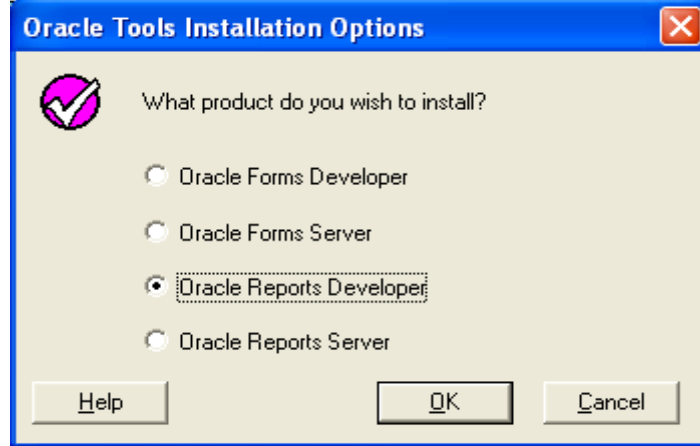 Oracle Tools Installation Options
What product do you wish to install?
Oracle Forms Developer
Oracle Forms Server
Oracle Reports Developer
Oracle Reports Server
Help OK Cancel